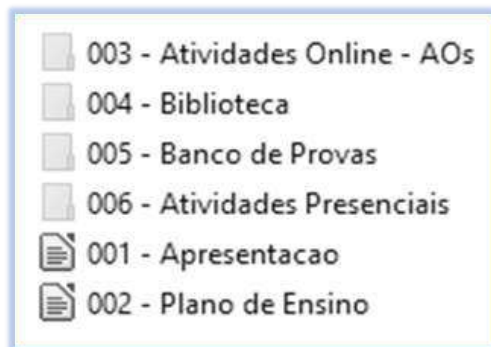 003 - Atividades Online - AOs
004 - Biblioteca
005 - Banco de Provas
006 - Atividades Presenciais
001 - Apresentacao
002 - Plano de Ensino